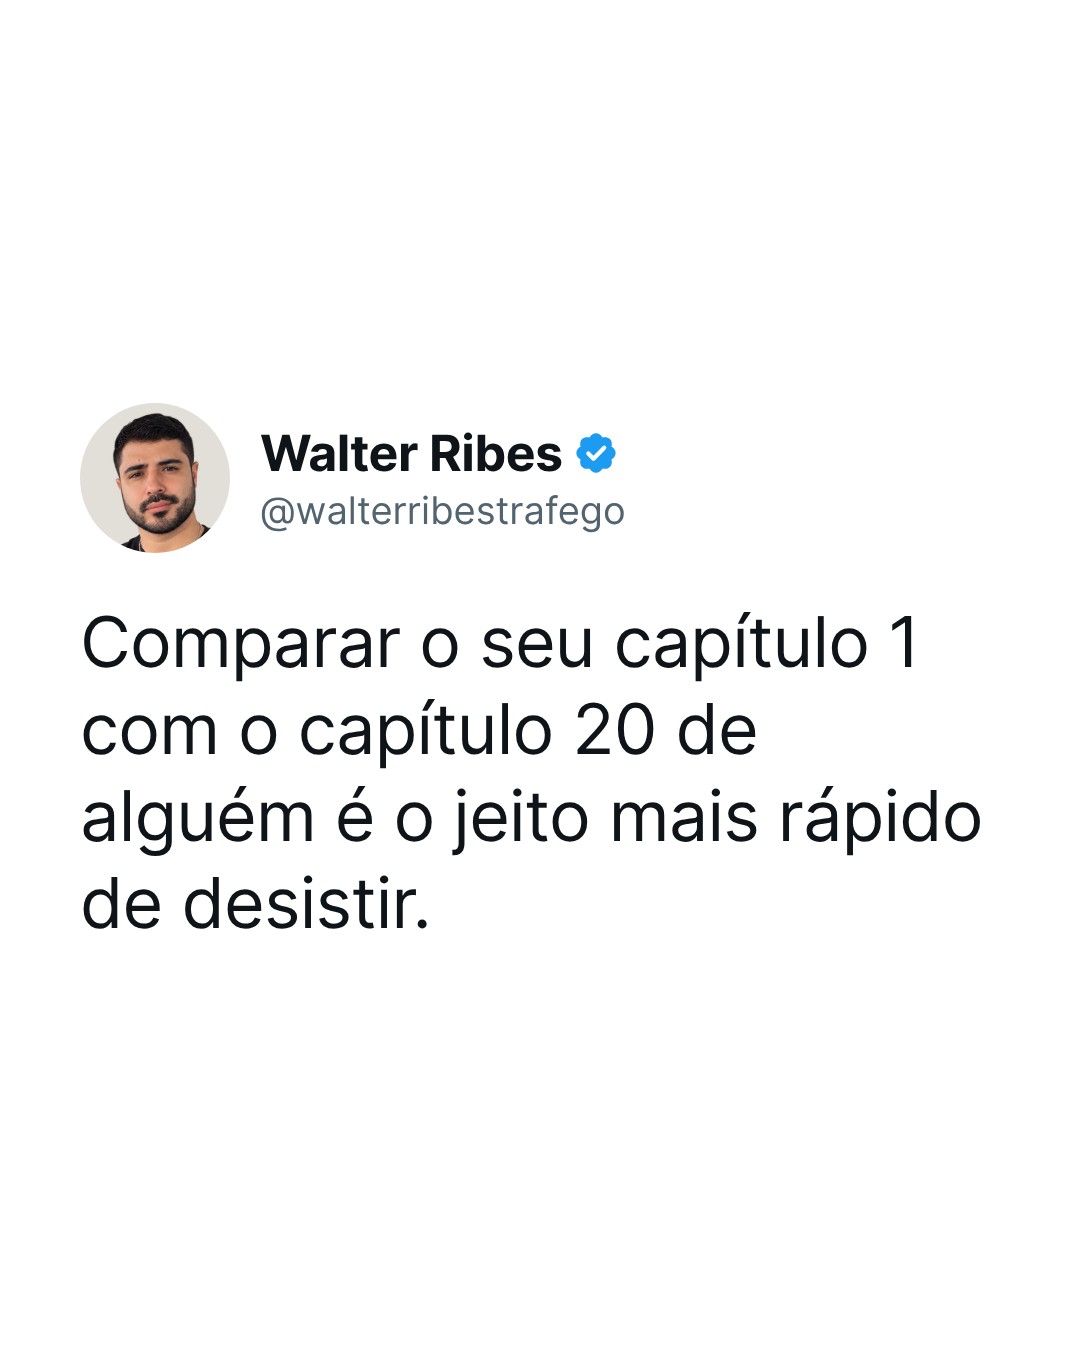 Walter Ribes
@walterribestrafego
Comparar o seu capítulo 1
com o capítulo 20 de
alguém é o jeito mais rápido
de desistir.